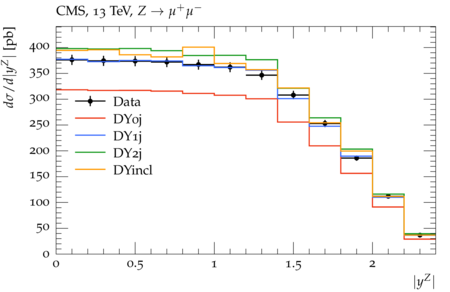 CMS, 13 TeV, Z → μ⁺μ⁻
dσ/d|y^Z| [pb]
400
350
300
250
200
150
100
50
0
Data
DY0j
DY1j
DY2j
DYincl
0 0.5 1 1.5 2
|y^Z|